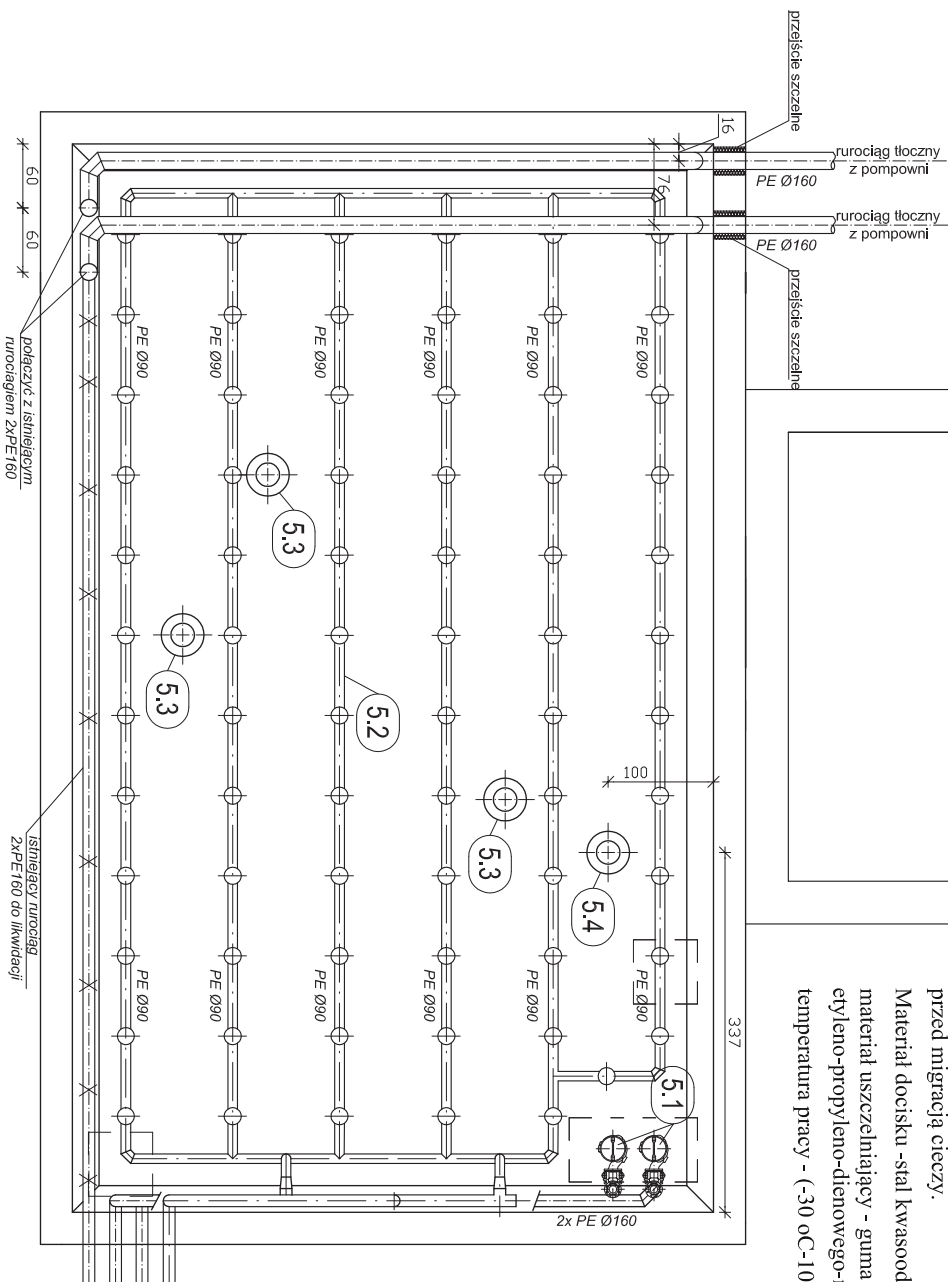 przejście szczelne
rurociąg tłoczny
z pompowni
PE Ø160
rurociąg tłoczny
z pompowni
PE Ø160
przejście szczelne
16
76
60
60
połączyć z istniejącym
rurociągiem 2xPE160
PE Ø90
PE Ø90
PE Ø90
PE Ø90
PE Ø90
PE Ø90
5.3
5.3
5.2
5.3
5.4
100
337
istniejący rurociąg
2xPE160 do likwidacji
PE Ø90
PE Ø90
PE Ø90
PE Ø90
PE Ø90
PE Ø90
5.1
2x PE Ø160
przed migracją cieczy.
Materiał docisku -stal kwasood
materiał uszczelniający - guma
etyleno-propyleno-dienowego-
temperatura pracy - (-30 oC-10